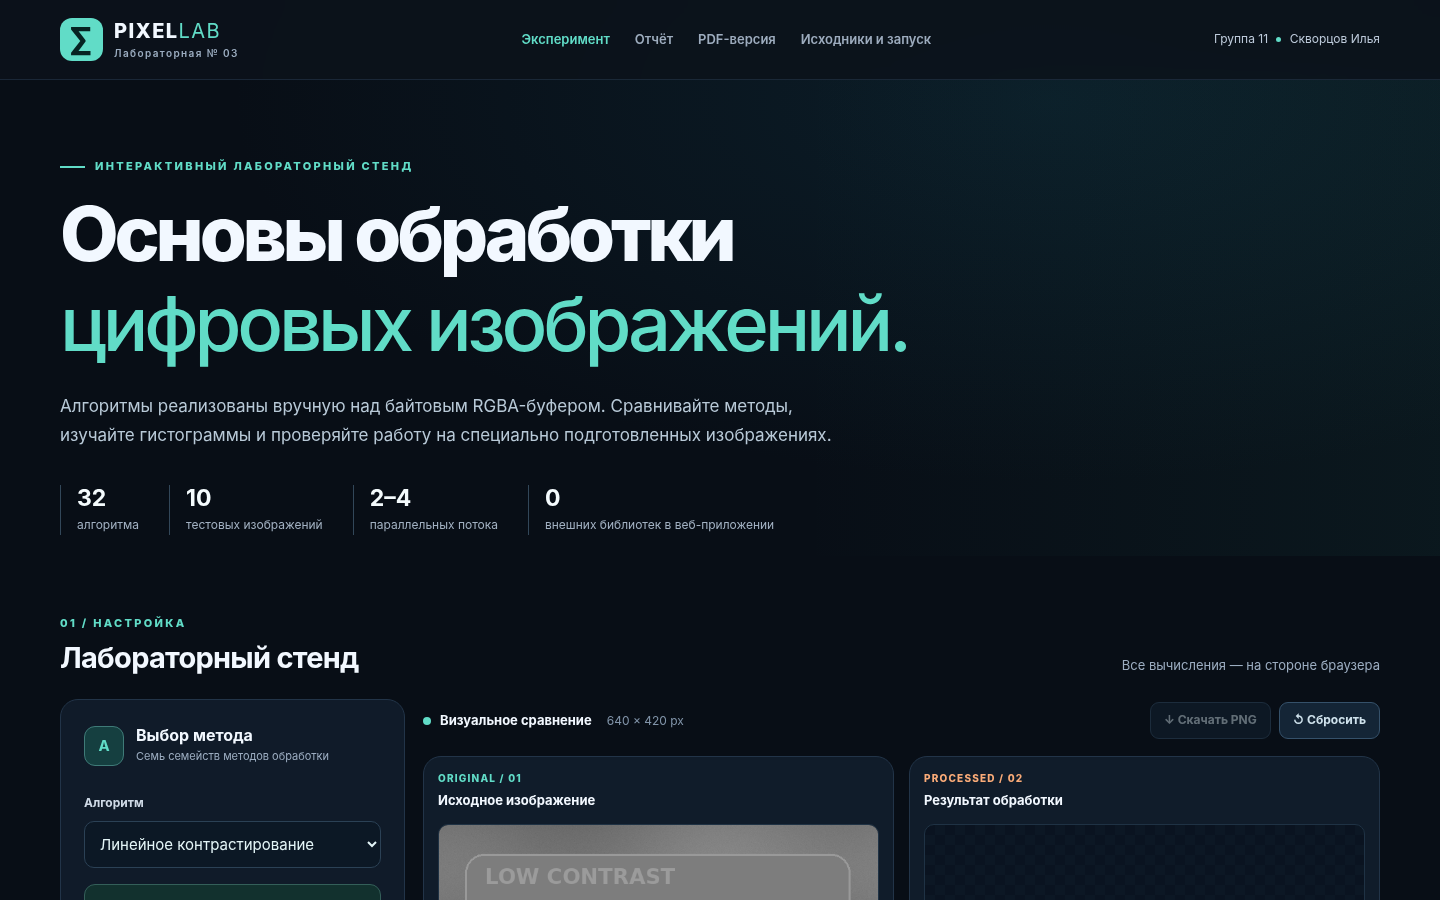 Σ
PIXELLAB
Лабораторная № 03
Эксперимент
Отчёт
PDF-версия
Исходники и запуск
Группа 11 • Скворцов Илья
ИНТЕРАКТИВНЫЙ ЛАБОРАТОРНЫЙ СТЕНД
Основы обработки
цифровых изображений.
Алгоритмы реализованы вручную над байтовым RGBA-буфером. Сравнивайте методы,
изучайте гистограммы и проверяйте работу на специально подготовленных изображениях.
32
алгоритма
10
тестовых изображений
2–4
параллельных потока
0
внешних библиотек в веб-приложении
01 / НАСТРОЙКА
Лабораторный стенд
Все вычисления — на стороне браузера
A
Выбор метода
Семь семейств методов обработки
Алгоритм
Линейное контрастирование
Визуальное сравнение
640 × 420 px
↓ Скачать PNG
↺ Сбросить
ORIGINAL / 01
Исходное изображение
LOW CONTRAST
PROCESSED / 02
Результат обработки